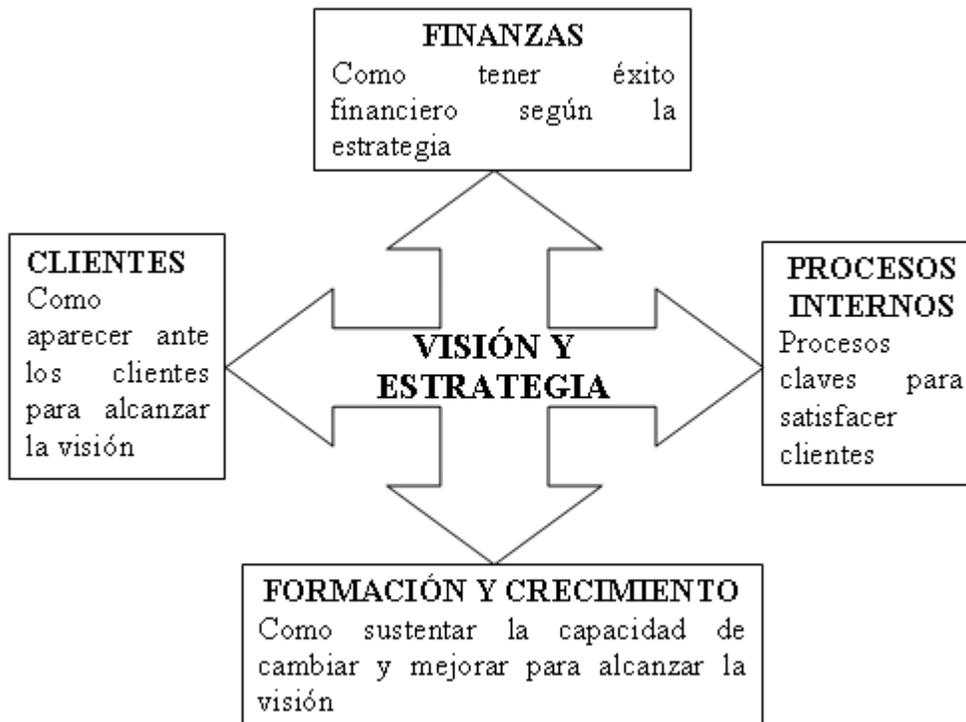 FINANZAS
Como tener éxito
financiero según la
estrategia
CLIENTES
Como
aparecer ante
los clientes
para alcanzar
la visión
VISIÓN Y
ESTRATEGIA
PROCESOS
INTERNOS
Procesos
claves para
satisfacer
clientes
FORMACIÓN Y CRECIMIENTO
Como sustentar la capacidad de
cambiar y mejorar para alcanzar la
visión